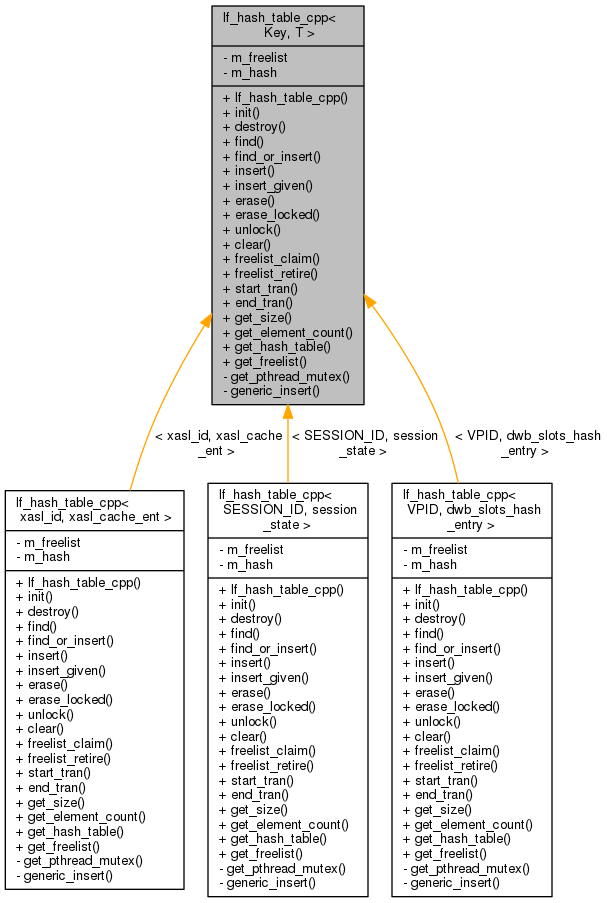 lf_hash_table_cpp<
Key, T >
- m_freelist
- m_hash
+ lf_hash_table_cpp()
+ init()
+ destroy()
+ find()
+ find_or_insert()
+ insert()
+ insert_given()
+ erase()
+ erase_locked()
+ unlock()
+ clear()
+ freelist_claim()
+ freelist_retire()
+ start_tran()
+ end_tran()
+ get_size()
+ get_element_count()
+ get_hash_table()
+ get_freelist()
- get_pthread_mutex()
- generic_insert()
< xasl_id, xasl_cache
_ent >
< SESSION_ID, session
_state >
< VPID, dwb_slots_hash
_entry >
lf_hash_table_cpp<
xasl_id, xasl_cache_ent >
- m_freelist
- m_hash
+ lf_hash_table_cpp()
+ init()
+ destroy()
+ find()
+ find_or_insert()
+ insert()
+ insert_given()
+ erase()
+ erase_locked()
+ unlock()
+ clear()
+ freelist_claim()
+ freelist_retire()
+ start_tran()
+ end_tran()
+ get_size()
+ get_element_count()
+ get_hash_table()
+ get_freelist()
- get_pthread_mutex()
- generic_insert()
lf_hash_table_cpp<
SESSION_ID, session
_state >
- m_freelist
- m_hash
+ lf_hash_table_cpp()
+ init()
+ destroy()
+ find()
+ find_or_insert()
+ insert()
+ insert_given()
+ erase()
+ erase_locked()
+ unlock()
+ clear()
+ freelist_claim()
+ freelist_retire()
+ start_tran()
+ end_tran()
+ get_size()
+ get_element_count()
+ get_hash_table()
+ get_freelist()
- get_pthread_mutex()
- generic_insert()
lf_hash_table_cpp<
VPID, dwb_slots_hash
_entry >
- m_freelist
- m_hash
+ lf_hash_table_cpp()
+ init()
+ destroy()
+ find()
+ find_or_insert()
+ insert()
+ insert_given()
+ erase()
+ erase_locked()
+ unlock()
+ clear()
+ freelist_claim()
+ freelist_retire()
+ start_tran()
+ end_tran()
+ get_size()
+ get_element_count()
+ get_hash_table()
+ get_freelist()
- get_pthread_mutex()
- generic_insert()